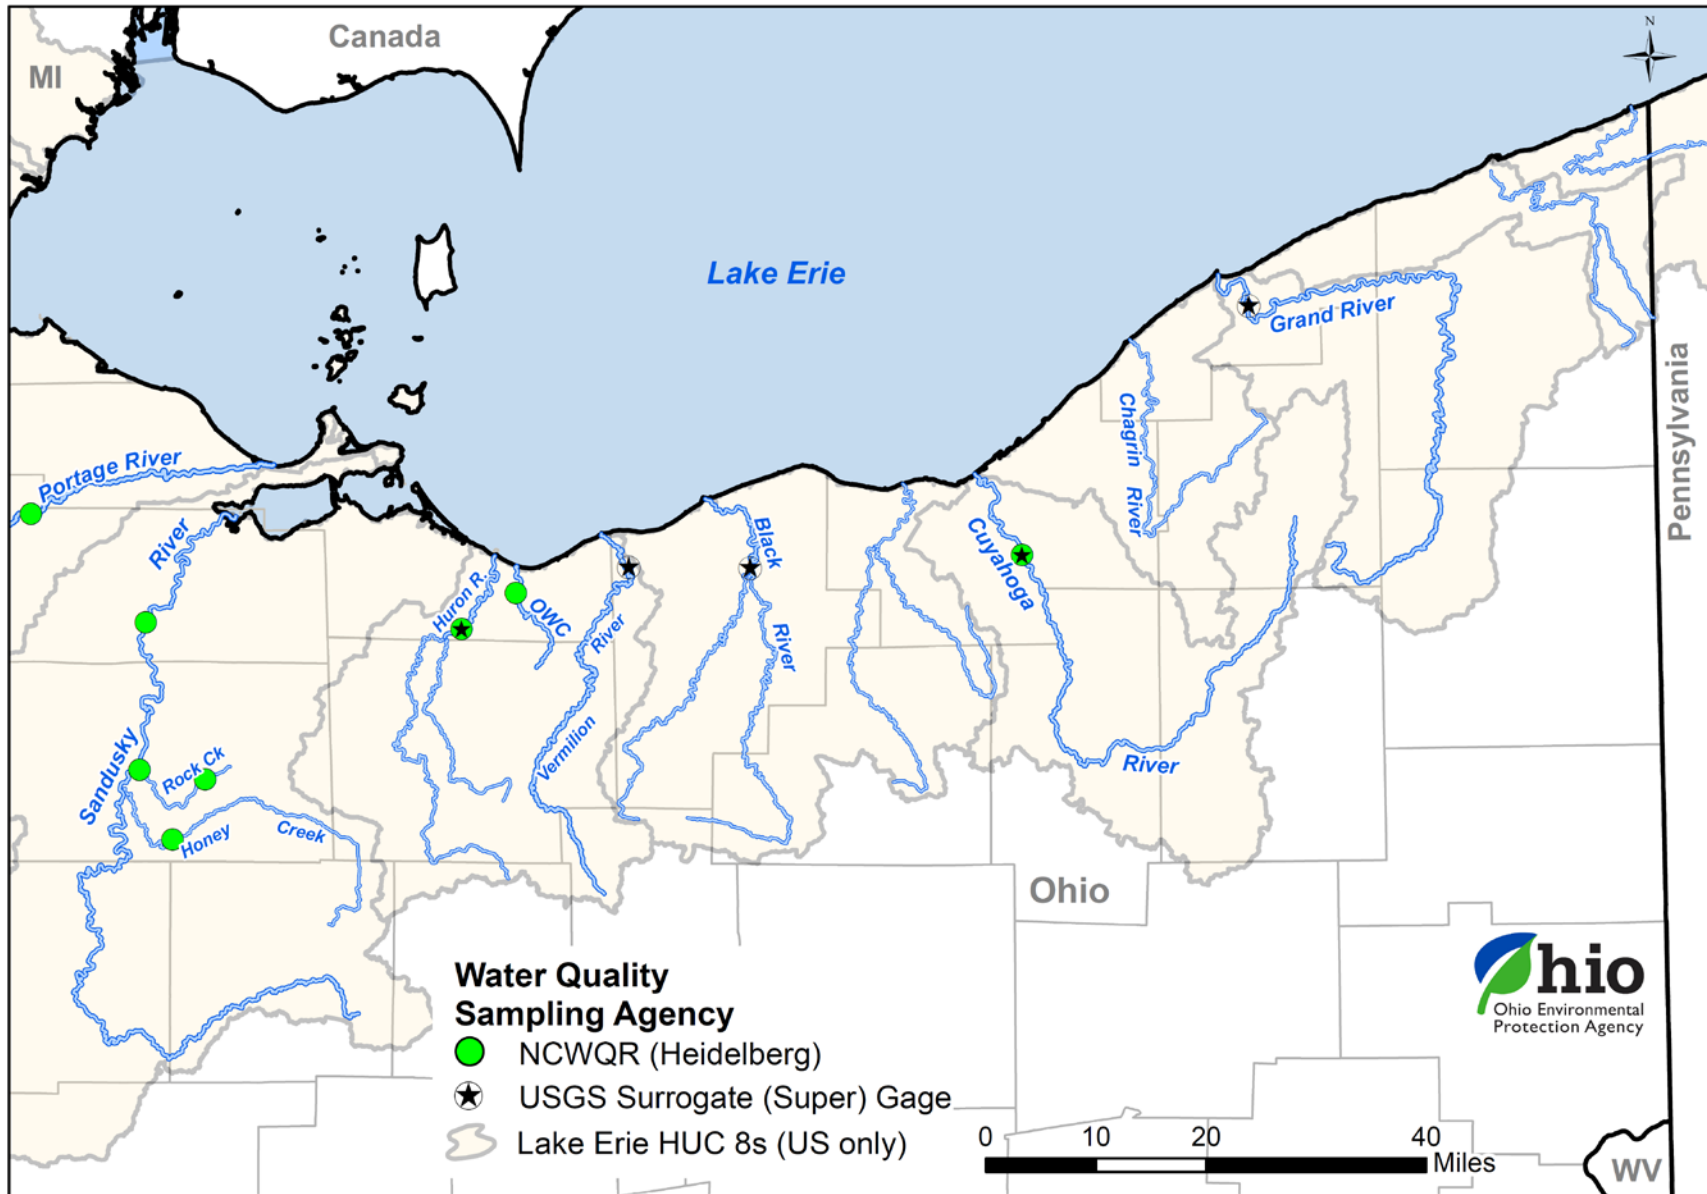 N
Canada
MI
Lake Erie
Grand River
Pennsylvania
Chagrin River
Portage River
River
Black
Cuyahoga
Huron R.
OWC
River
River
Sandusky
Rock Ck
Vermilion
River
Honey Creek
Ohio
Water Quality
Sampling Agency
NCWQR (Heidelberg)
USGS Surrogate (Super) Gage
Lake Erie HUC 8s (US only)
Ohio
Ohio Environmental
Protection Agency
0 10 20 40
Miles
WV